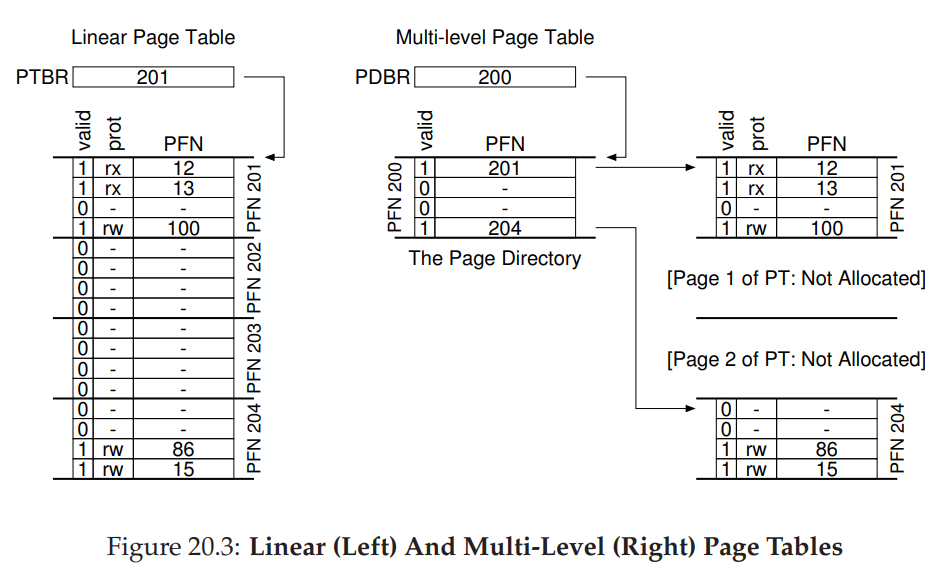 Linear Page Table
PTBR 201
valid prot PFN
1 rx 12
1 rx 13
0 - -
1 rw 100
PFN 201
0 - -
0 - -
0 - -
0 - -
PFN 202
0 - -
0 - -
0 - -
0 - -
PFN 203
0 - -
0 - -
1 rw 86
1 rw 15
PFN 204
Multi-level Page Table
PDBR 200
valid PFN
PFN 200
1 201
0 -
0 -
1 204
The Page Directory
valid prot PFN
1 rx 12
1 rx 13
0 - -
1 rw 100
PFN 201
[Page 1 of PT: Not Allocated]
[Page 2 of PT: Not Allocated]
0 - -
0 - -
1 rw 86
1 rw 15
PFN 204
Figure 20.3: Linear (Left) And Multi-Level (Right) Page Tables